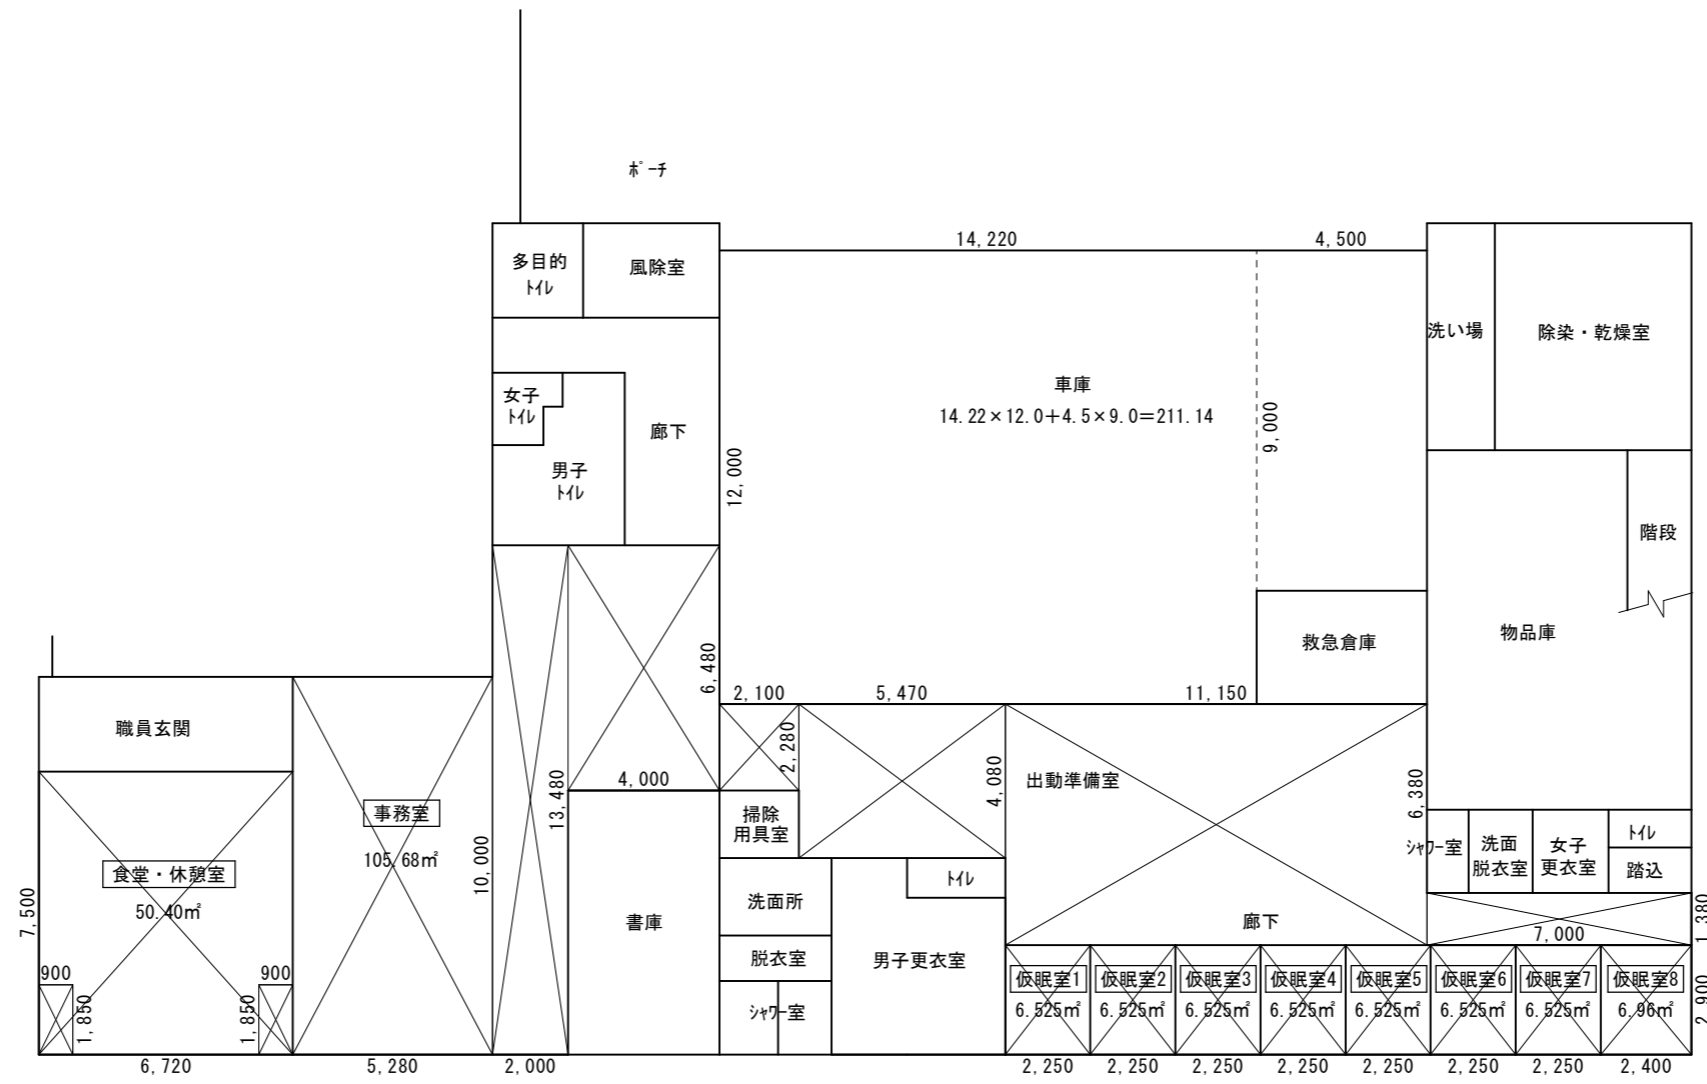 ﾎﾟｰﾁ
14,220
4,500
多目的
ﾄｲﾚ
風除室
洗い場
除染・乾燥室
車庫
14.22×12.0＋4.5×9.0＝211.14
9,000
女子
ﾄｲﾚ
廊下
男子
ﾄｲﾚ
12,000
階段
物品庫
救急倉庫
6,480
2,100
5,470
11,150
職員玄関
2,280
4,000
4,080
出動準備室
6,380
13,480
事務室
105.68㎡
10,000
掃除
用具室
ｼｬﾜｰ室
洗面
脱衣室
女子
更衣室
ﾄｲﾚ
踏込
食堂・休憩室
50.40㎡
7,500
ﾄｲﾚ
洗面所
書庫
廊下
7,000
1,380
脱衣室
男子更衣室
900
900
1,850
1,850
ｼｬﾜｰ室
仮眠室1
仮眠室2
仮眠室3
仮眠室4
仮眠室5
仮眠室6
仮眠室7
仮眠室8
6.525㎡
6.525㎡
6.525㎡
6.525㎡
6.525㎡
6.525㎡
6.525㎡
6.96㎡
2,900
6,720
5,280
2,000
2,250
2,250
2,250
2,250
2,250
2,250
2,250
2,400